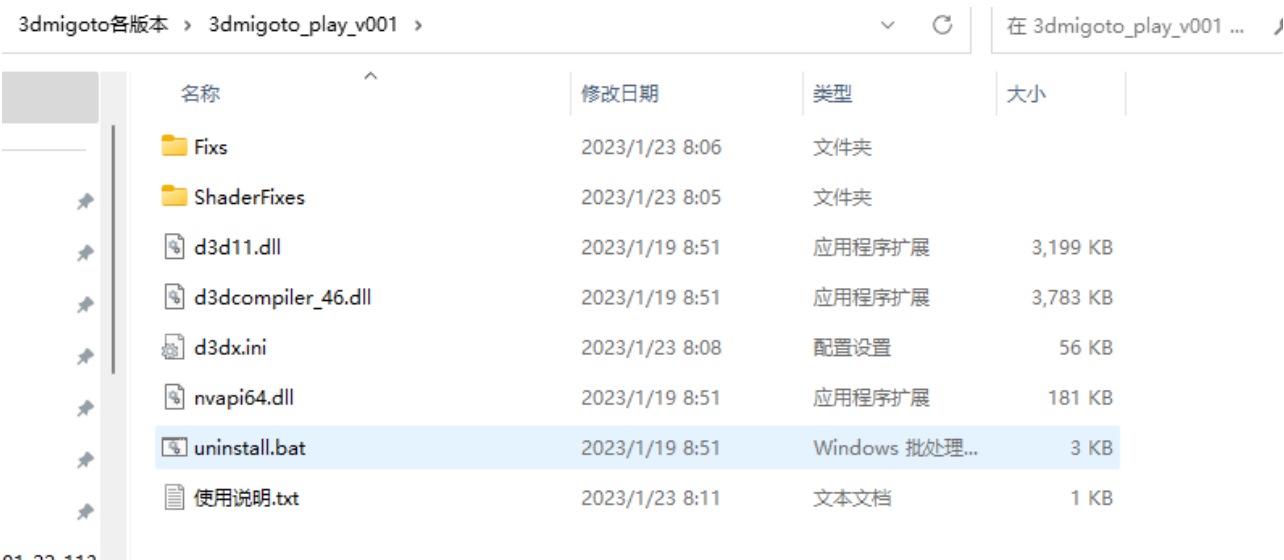 3dmigoto各版本 › 3dmigoto_play_v001 › 在 3dmigoto_play_v001 ...
名称 修改日期 类型 大小
Fixs 2023/1/23 8:06 文件夹
ShaderFixes 2023/1/23 8:05 文件夹
d3d11.dll 2023/1/19 8:51 应用程序扩展 3,199 KB
d3dcompiler_46.dll 2023/1/19 8:51 应用程序扩展 3,783 KB
d3dx.ini 2023/1/23 8:08 配置设置 56 KB
nvapi64.dll 2023/1/19 8:51 应用程序扩展 181 KB
uninstall.bat 2023/1/19 8:51 Windows 批处理... 3 KB
使用说明.txt 2023/1/23 8:11 文本文档 1 KB